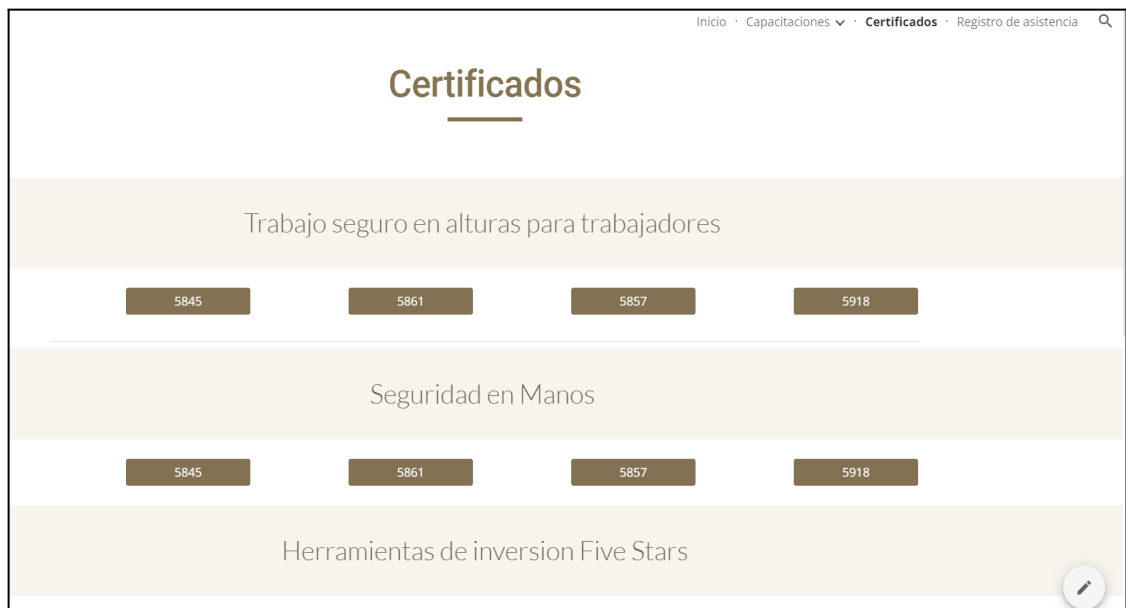 Inicio · Capacitaciones · Certificados · Registro de asistencia
Certificados
Trabajo seguro en alturas para trabajadores
5845 5861 5857 5918
Seguridad en Manos
5845 5861 5857 5918
Herramientas de inversion Five Stars